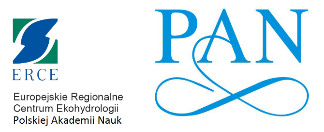 PAN
ERCE
Europejskie Regionalne
Centrum Ekohydrologii
Polskiej Akademii Nauk